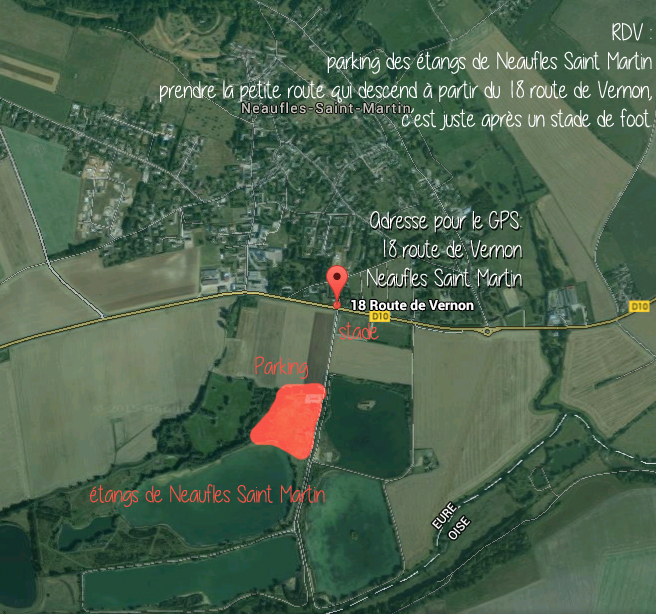 RDV :
parking des étangs de Neaufles Saint Martin
prendre la petite route qui descend à partir du 18 route de Vernon,
Neaufles-Saint-Martin
c'est juste après un stade de foot.
Adresse pour le GPS:
18 route de Vernon
Neaufles Saint Martin
18 Route de Vernon
D10
D10
stade
Parking
étangs de Neaufles Saint Martin
EURE
OISE